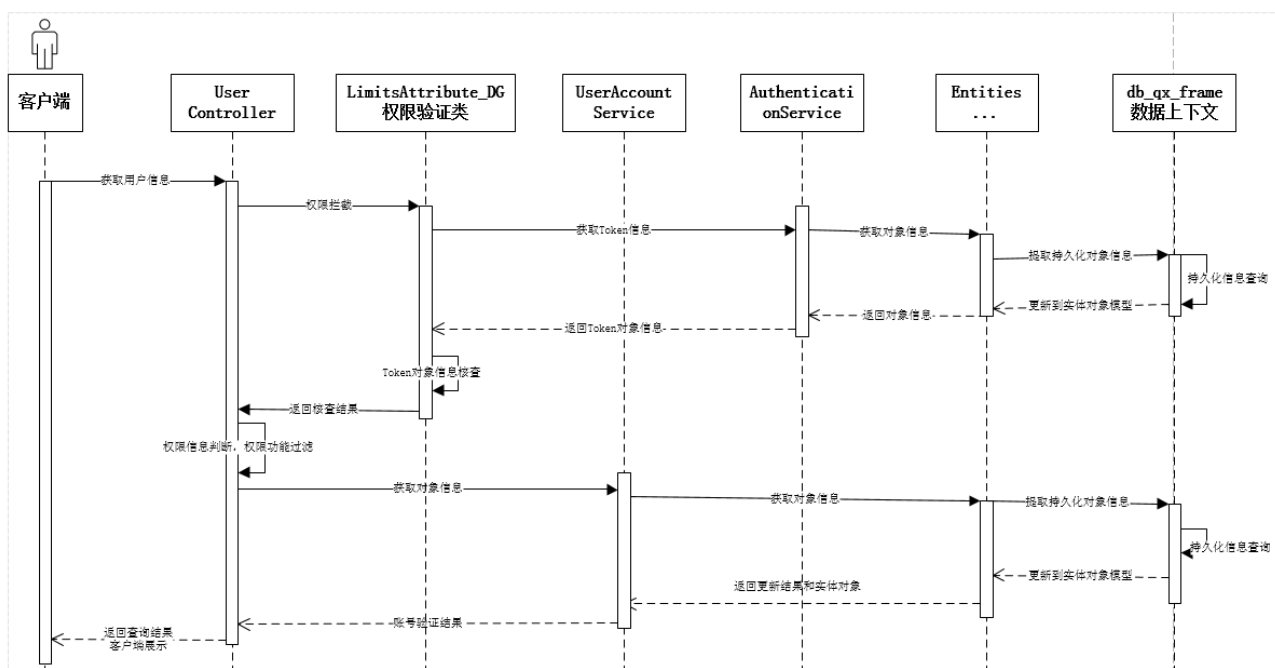 客户端
User
Controller
LimitsAttribute_DG
权限验证类
UserAccount
Service
Authenticati
onService
Entities
...
db_qx_frame
数据上下文
获取用户信息
权限拦截
获取Token信息
获取对象信息
提取持久化对象信息
持久化信息查询
更新到实体对象模型
返回对象信息
返回Token对象信息
Token对象信息核查
返回核查结果
权限信息判断，权限功能过滤
获取对象信息
获取对象信息
提取持久化对象信息
持久化信息查询
更新到实体对象模型
返回更新结果和实体对象
账号验证结果
返回查询结果
客户端展示